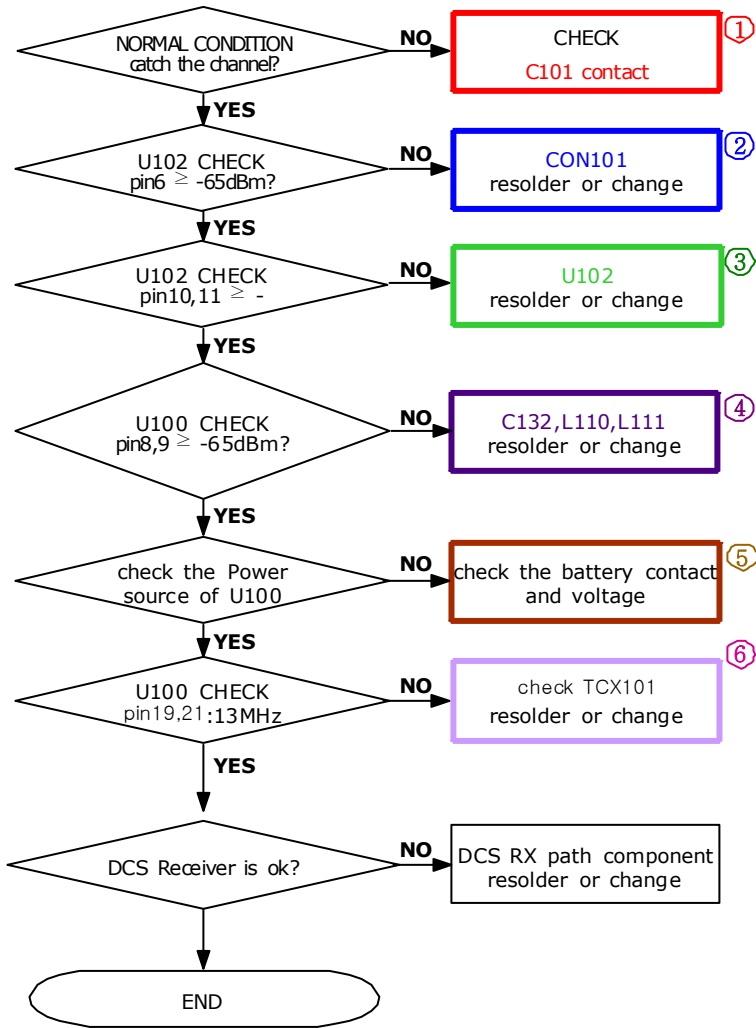 NORMAL CONDITION
catch the channel?
NO
CHECK
C101 contact
1
YES
U102 CHECK
pin6 ≥ -65dBm?
NO
CON101
resolder or change
2
YES
U102 CHECK
pin10,11 ≥ -
NO
U102
resolder or change
3
YES
U100 CHECK
pin8,9 ≥ -65dBm?
NO
C132,L110,L111
resolder or change
4
YES
check the Power
source of U100
NO
check the battery contact
and voltage
5
YES
U100 CHECK
pin19,21:13MHz
NO
check TCX101
resolder or change
6
YES
DCS Receiver is ok?
NO
DCS RX path component
resolder or change
END